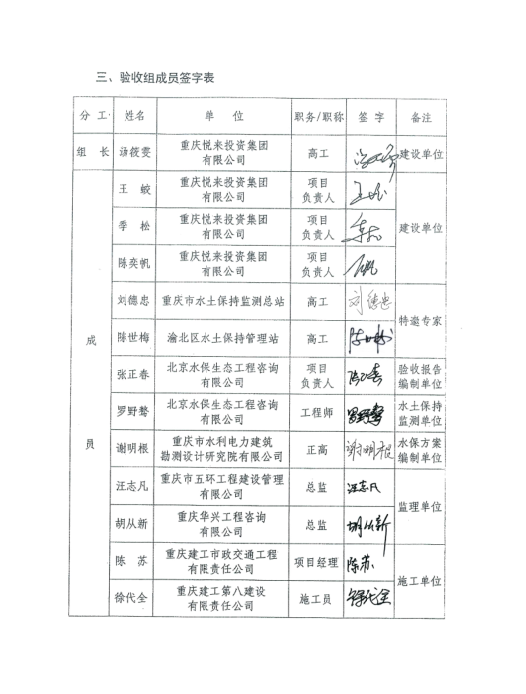 三、验收组成员签字表
分 工 姓名 单 位 职务/职称 签 字 备注
组 长 汤筱雯 重庆悦来投资集团
有限公司 高工 建设单位
成
员
王 蛟 重庆悦来投资集团
有限公司 项目
负责人
季 松 重庆悦来投资集团
有限公司 项目
负责人 建设单位
陈奕帆 重庆悦来投资集团
有限公司 项目
负责人
刘德忠 重庆市水土保持监测总站 高工 刘德忠
特邀专家
陈世梅 渝北区水土保持管理站 高工
张正春 北京水保生态工程咨询
有限公司 项目
负责人 验收报告
编制单位
罗野骜 北京水保生态工程咨询
有限公司 工程师 罗野骜 水土保持
监测单位
谢明根 重庆市水利电力建筑
勘测设计研究院有限公司 正高 谢明根 水保方案
编制单位
汪志凡 重庆市五环工程建设管理
有限公司 总监 汪志凡
监理单位
胡从新 重庆华兴工程咨询
有限公司 总监 胡从新
陈 苏 重庆建工市政交通工程
有限责任公司 项目经理 陈苏
施工单位
徐代全 重庆建工第八建设
有限责任公司 施工员 徐代全